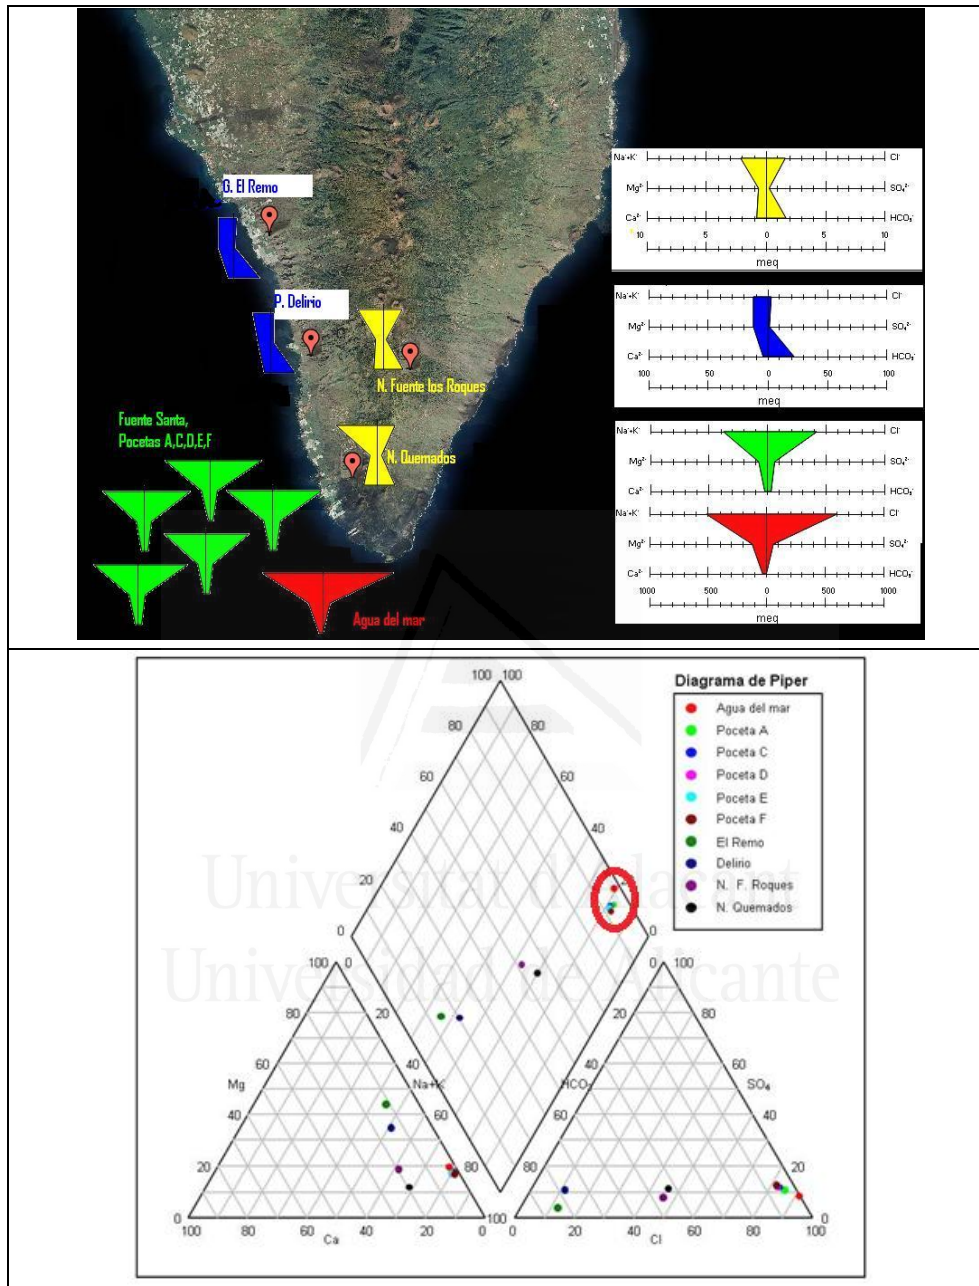 G. El Remo
P. Delirio
N. Fuente los Roques
Fuente Santa,
Pocetas A,C,D,E,F
N. Quemados
Agua del mar
Na⁺+K⁺ Cl⁻
Mg²⁺ SO₄²⁻
Ca²⁺ HCO₃⁻
10 5 0 5 10
meq
Na⁺+K⁺ Cl⁻
Mg²⁺ SO₄²⁻
Ca²⁺ HCO₃⁻
100 50 0 50 100
meq
Na⁺+K⁺ Cl⁻
Mg²⁺ SO₄²⁻
Ca²⁺ HCO₃⁻
Na⁺+K⁺ Cl⁻
Mg²⁺ SO₄²⁻
Ca²⁺ HCO₃⁻
1000 500 0 500 1000
meq
Diagrama de Piper
Agua del mar
Poceta A
Poceta C
Poceta D
Poceta E
Poceta F
El Remo
Delirio
N. F. Roques
N. Quemados
100 100
80 80
60 60
40 40
20 20
0 0
100 0 0 100
80 20 20 80
60 40 40 60
Mg Na+K HCO₃ SO₄
40 60 60 40
20 80 80 20
0 100 100 0
100 80 60 40 20 0 0 20 40 60 80 100
Ca Cl
Universitat d'Alacant
Universidad de Alicante